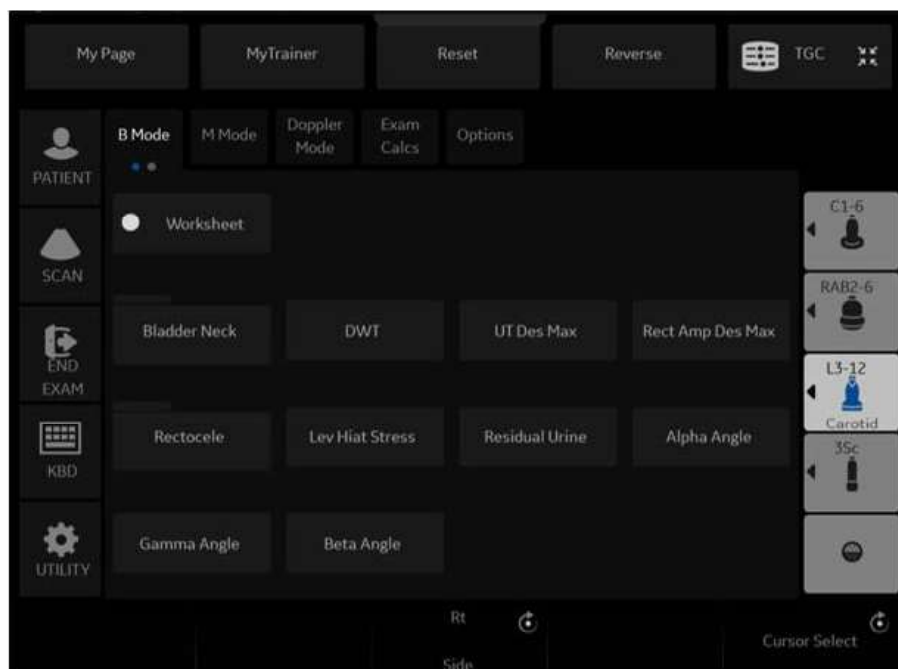 My Page
MyTrainer
Reset
Reverse
TGC
PATIENT
SCAN
END
EXAM
KBD
UTILITY
B Mode
M Mode
Doppler
Mode
Exam
Calcs
Options
Worksheet
Bladder Neck
DWT
UT Des Max
Rect Amp Des Max
Rectocele
Lev Hiat Stress
Residual Urine
Alpha Angle
Gamma Angle
Beta Angle
C1-6
RAB2-6
L3-12
Carotid
3Sc
Rt
Side
Cursor Select